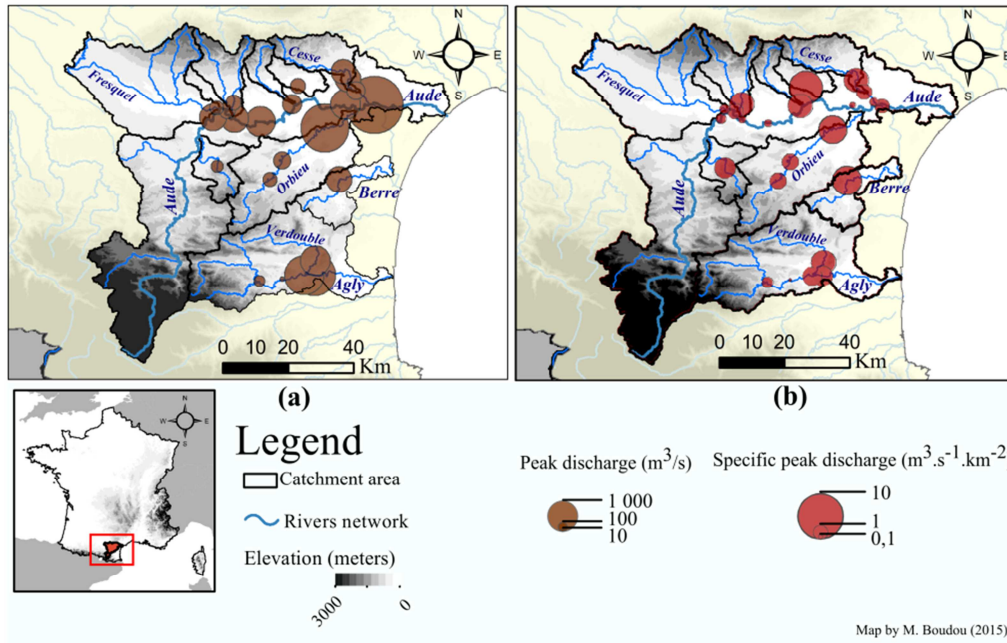 N
W E
S
Cesse
Fresquel
Aude
Orbieu
Aude
Berre
Verdouble
Agly
0 10 20 40
Km
(a)
N
W E
S
Cesse
Fresquel
Aude
Orbieu
Aude
Berre
Verdouble
Agly
0 10 20 40
Km
(b)
N
W E
S
Legend
Catchment area
Rivers network
Elevation (meters)
3000 0
Peak discharge (m³/s)
1 000
100
10
Specific peak discharge (m³.s⁻¹.km⁻²
10
1
0,1
Map by M. Boudou (2015)